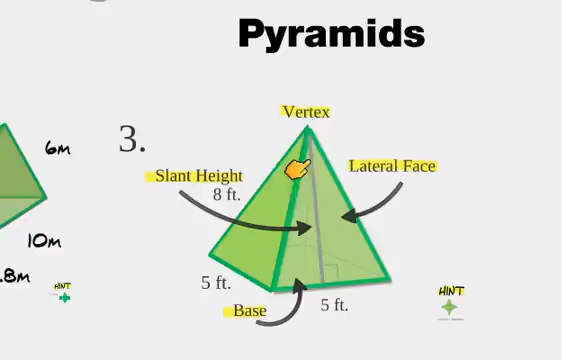 Pyramids
Vertex
3.
6m
Slant Height
8 ft.
Lateral Face
10m
.8m
HINT
5 ft.
Base
5 ft.
HINT